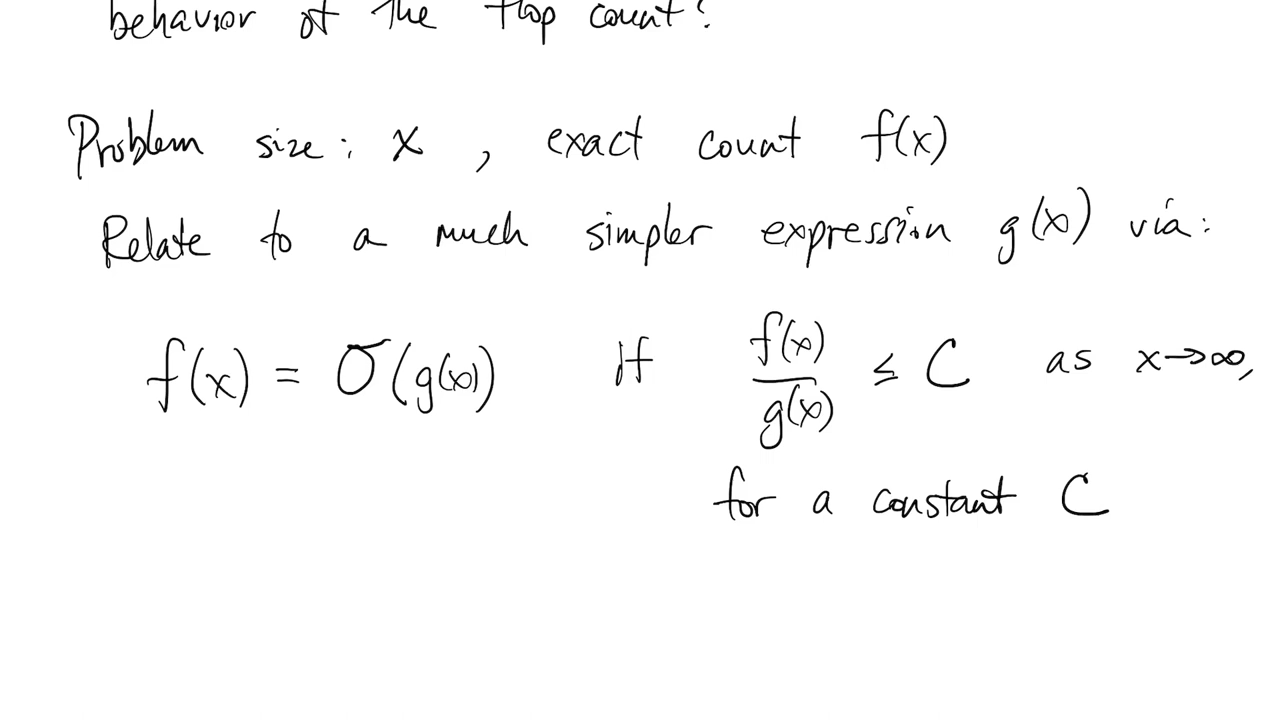 behavior of the flop count?
Problem size: x , exact count f(x)
Relate to a much simpler expression g(x) via:
f(x) = O(g(x)) if f(x)/g(x) ≤ C as x→∞,
for a constant C